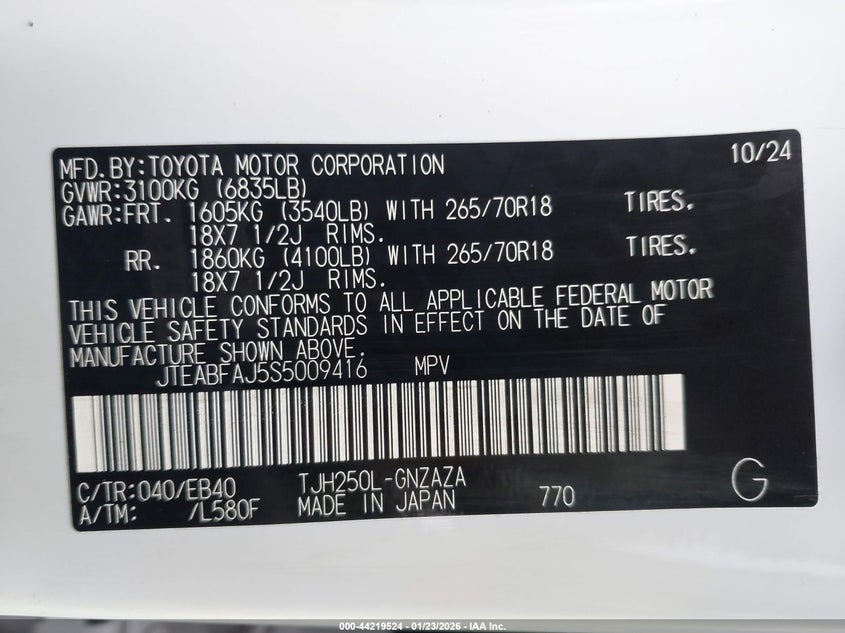 10/24
MFD.BY:TOYOTA MOTOR CORPORATION
GVWR:3100KG (6835LB)
GAWR:FRT. 1605KG (3540LB) WITH 265/70R18 TIRES.
18X7 1/2J RIMS.
RR. 1860KG (4100LB) WITH 265/70R18 TIRES.
18X7 1/2J RIMS.
THIS VEHICLE CONFORMS TO ALL APPLICABLE FEDERAL MOTOR
VEHICLE SAFETY STANDARDS IN EFFECT ON THE DATE OF
MANUFACTURE SHOWN ABOVE.
JTEABFAJ5S5009416 MPV
C/TR:040/EB40 TJH250L-GNZAZA
A/TM: /L580F MADE IN JAPAN 770 G
000-44219524 - 01/23/2026 - IAA Inc.